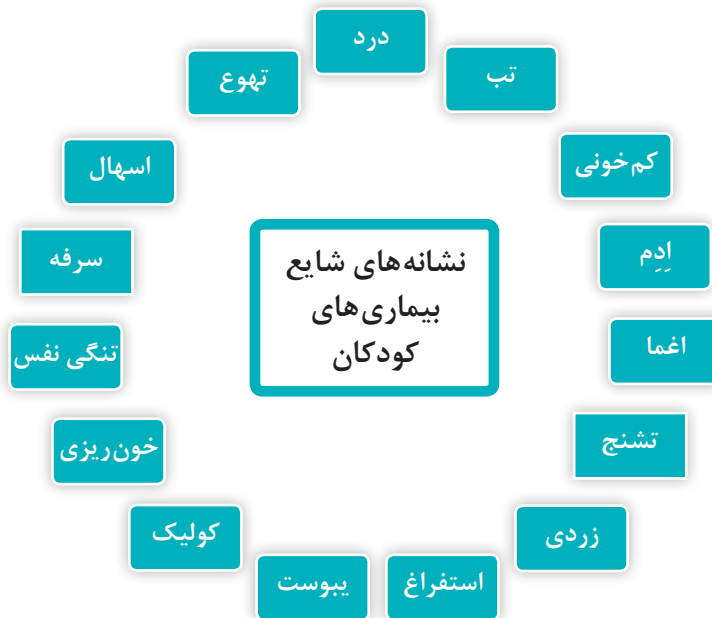 درد
تب
کم‌خونی
اِدِم
اغما
تشنج
زردی
استفراغ
یبوست
کولیک
خون‌ریزی
تنگی نفس
سرفه
اسهال
تهوع
نشانه‌های شایع
بیماری‌های
کودکان